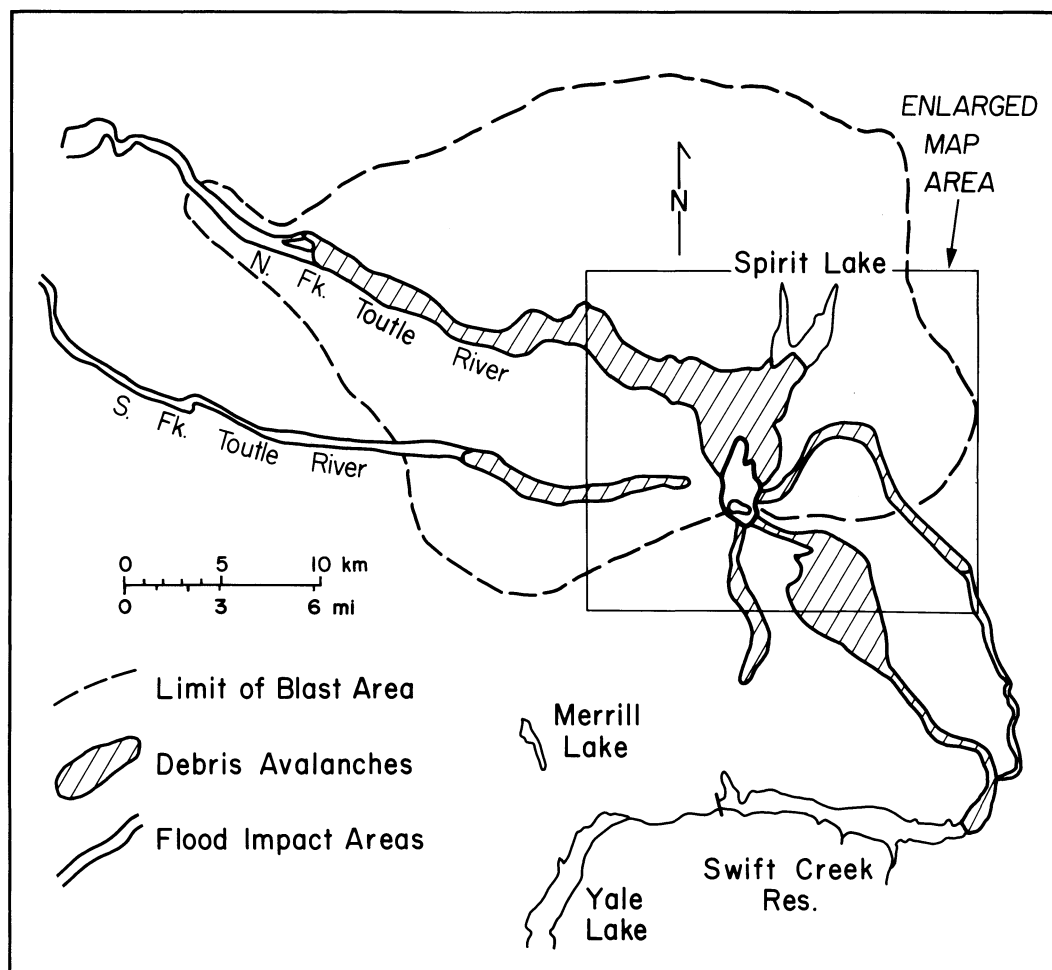 ENLARGED
MAP
AREA
N
Spirit Lake
N. Fk. Toutle River
S. Fk. Toutle River
0 5 10 km
0 3 6 mi
Limit of Blast Area
Debris Avalanches
Flood Impact Areas
Merrill
Lake
Swift Creek
Res.
Yale
Lake